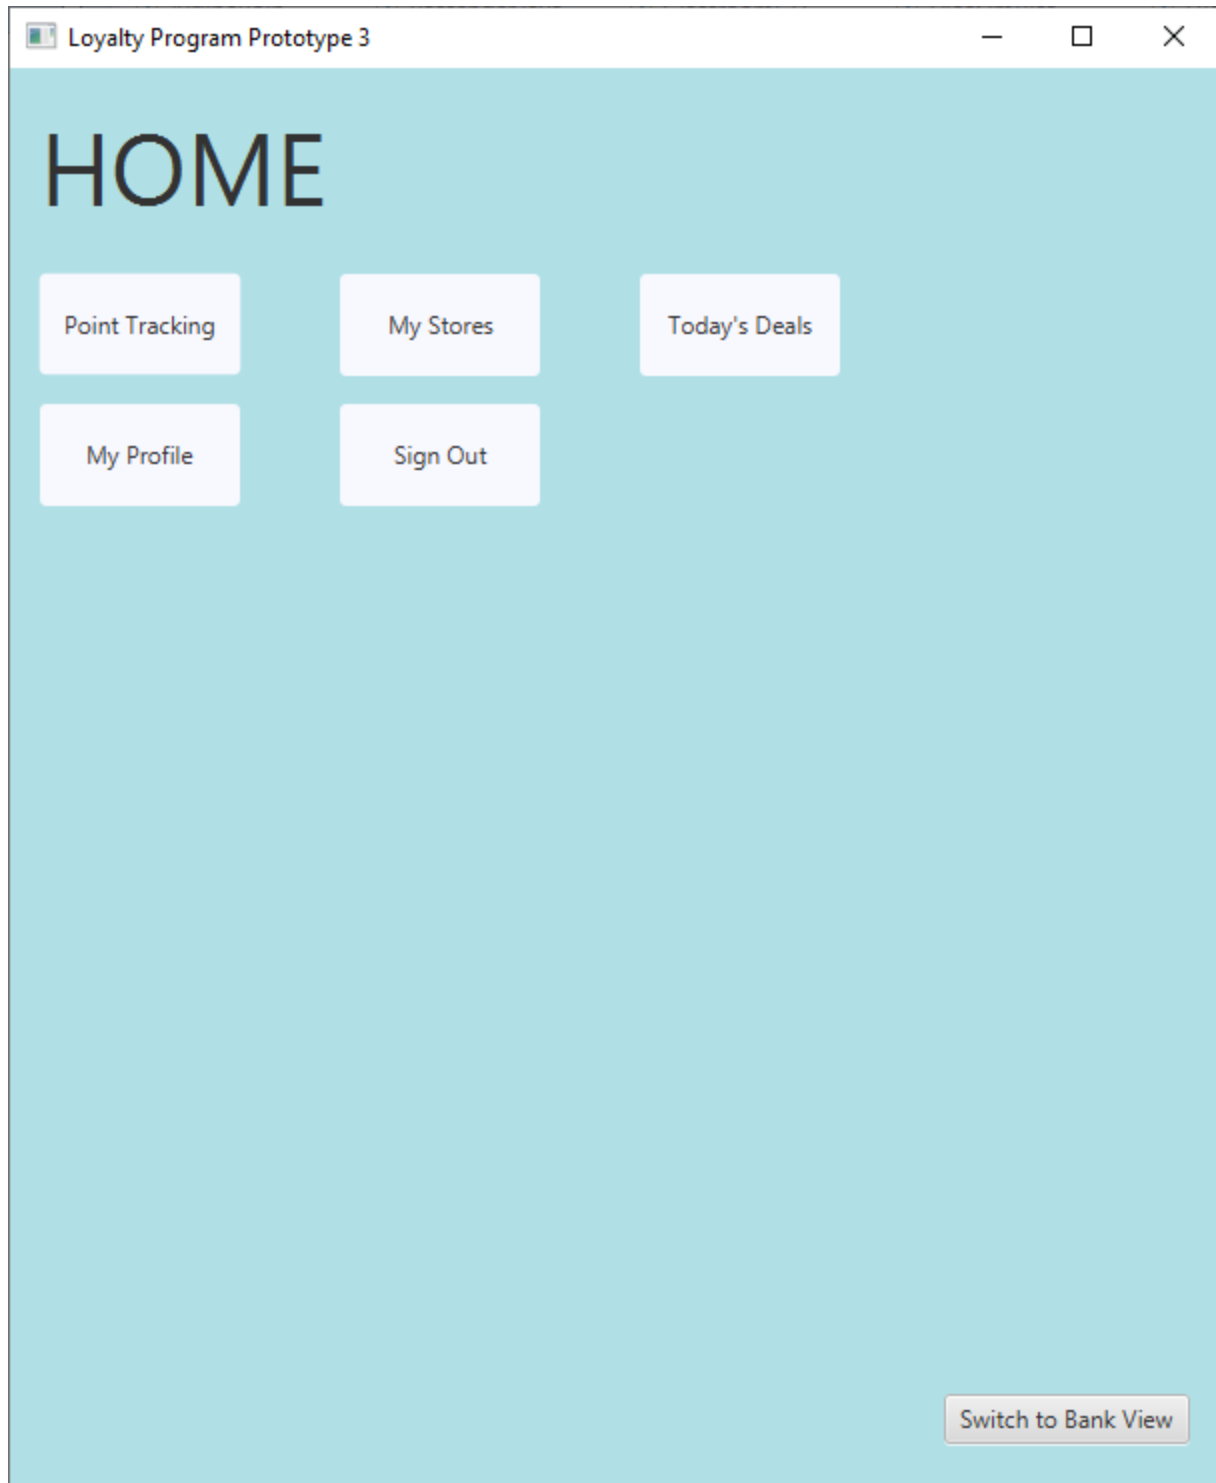 Loyalty Program Prototype 3
HOME
Point Tracking
My Stores
Today's Deals
My Profile
Sign Out
Switch to Bank View